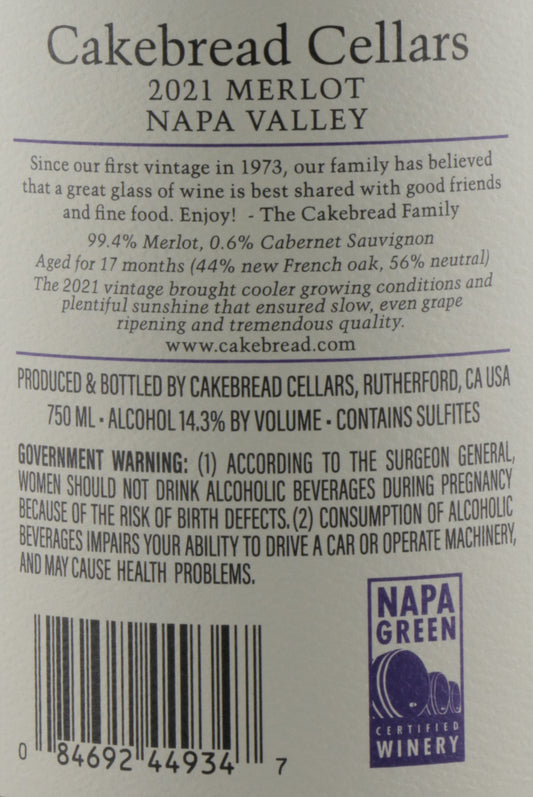 Cakebread Cellars
2021 MERLOT
NAPA VALLEY
Since our first vintage in 1973, our family has believed
that a great glass of wine is best shared with good friends
and fine food. Enjoy! - The Cakebread Family
99.4% Merlot, 0.6% Cabernet Sauvignon
Aged for 17 months (44% new French oak, 56% neutral)
The 2021 vintage brought cooler growing conditions and
plentiful sunshine that ensured slow, even grape
ripening and tremendous quality.
www.cakebread.com
PRODUCED & BOTTLED BY CAKEBREAD CELLARS, RUTHERFORD, CA USA
750 ML • ALCOHOL 14.3% BY VOLUME • CONTAINS SULFITES
GOVERNMENT WARNING: (1) ACCORDING TO THE SURGEON GENERAL,
WOMEN SHOULD NOT DRINK ALCOHOLIC BEVERAGES DURING PREGNANCY
BECAUSE OF THE RISK OF BIRTH DEFECTS. (2) CONSUMPTION OF ALCOHOLIC
BEVERAGES IMPAIRS YOUR ABILITY TO DRIVE A CAR OR OPERATE MACHINERY,
AND MAY CAUSE HEALTH PROBLEMS.
0 84692 44934 7
NAPA
GREEN
CERTIFIED
WINERY